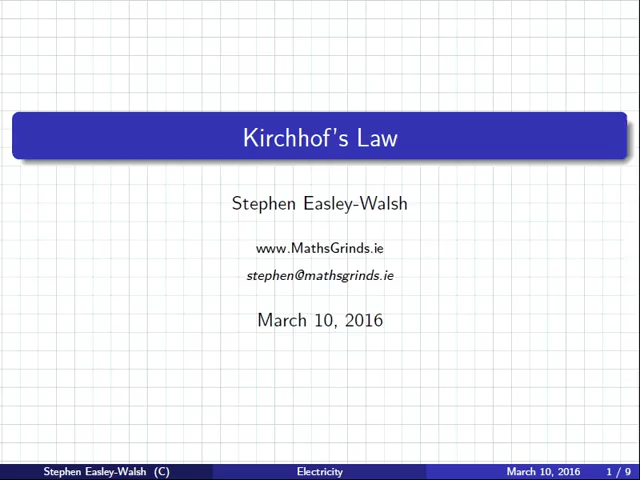 Kirchhof's Law
Stephen Easley-Walsh
www.MathsGrinds.ie
stephen@mathsgrinds.ie
March 10, 2016
Stephen Easley-Walsh (C) Electricity March 10, 2016 1 / 9